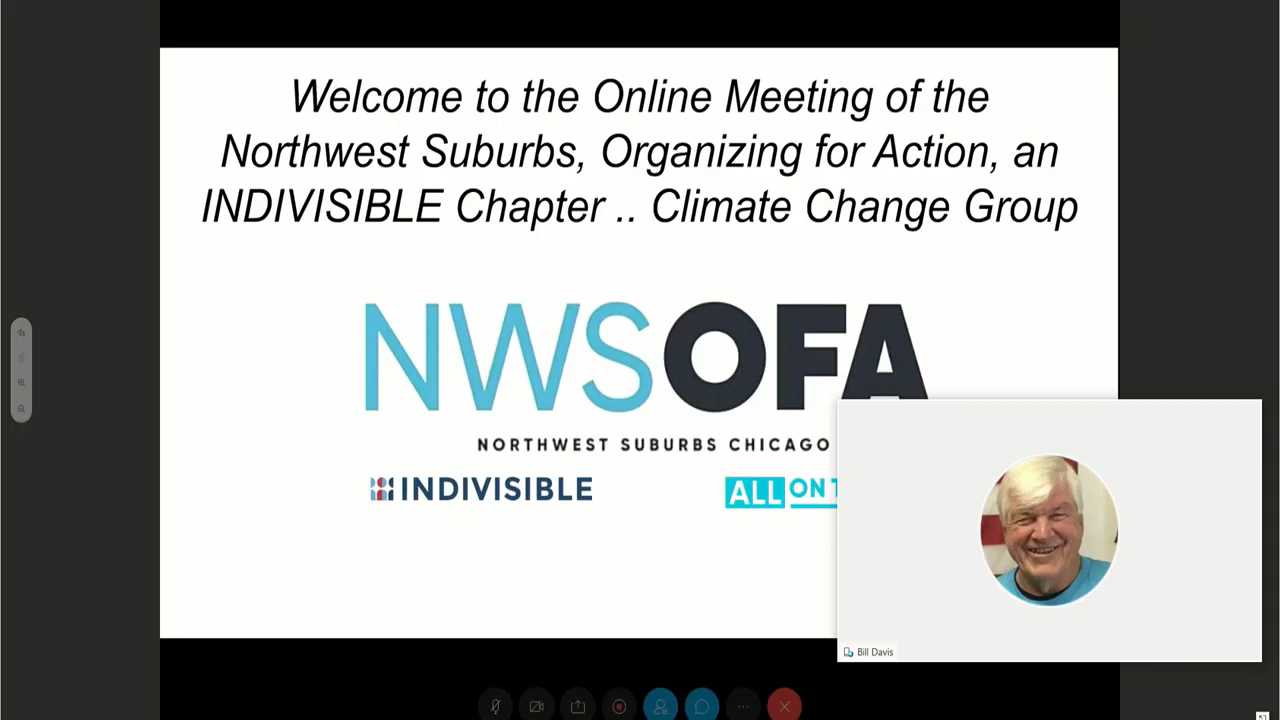 Welcome to the Online Meeting of the
Northwest Suburbs, Organizing for Action, an
INDIVISIBLE Chapter .. Climate Change Group
NWSOFA
NORTHWEST SUBURBS CHICAGO
INDIVISIBLE
ALL ON
Bill Davis